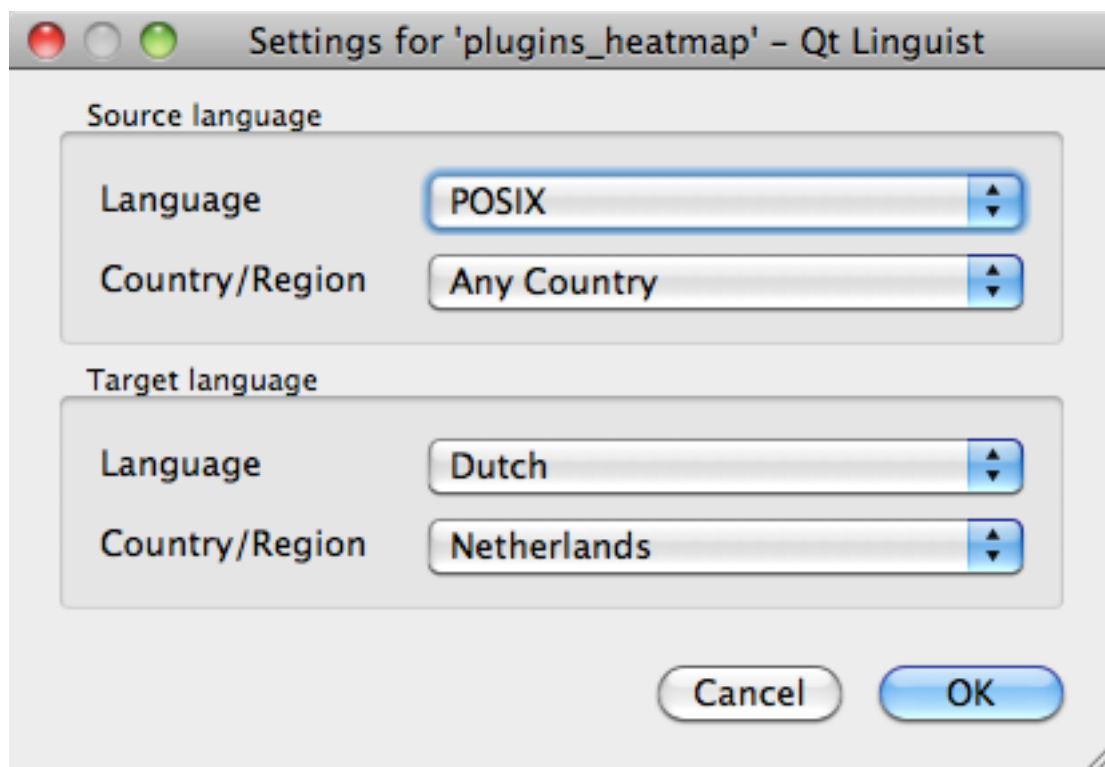 Settings for 'plugins_heatmap' – Qt Linguist
Source language
Language POSIX
Country/Region Any Country
Target language
Language Dutch
Country/Region Netherlands
Cancel OK